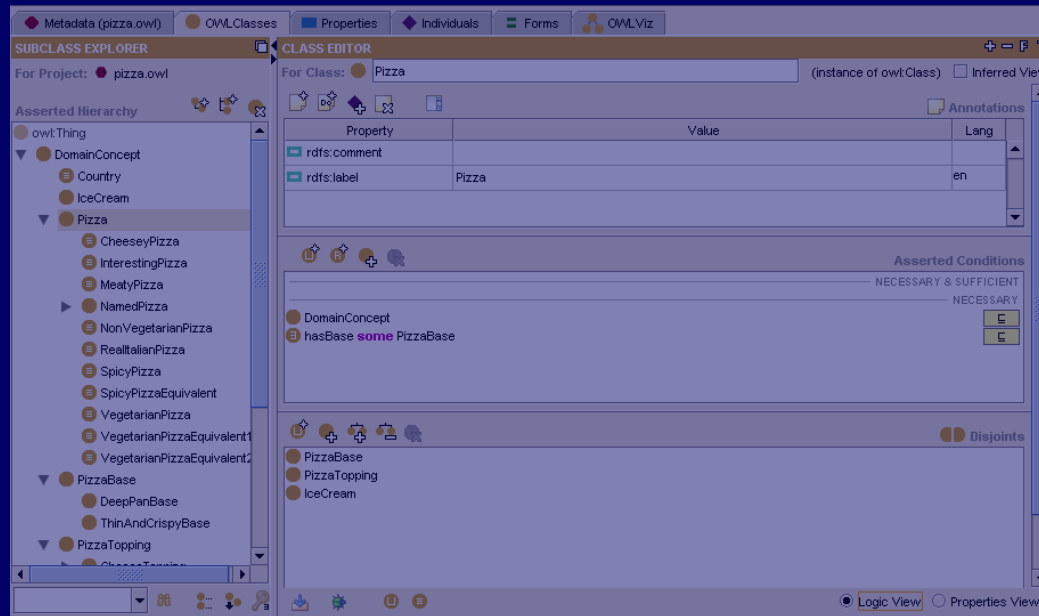 Metadata (pizza.owl) OWLClasses Properties Individuals Forms OWLViz
SUBCLASS EXPLORER
For Project: pizza.owl
Asserted Hierarchy
owl:Thing
DomainConcept
Country
IceCream
Pizza
CheeseyPizza
InterestingPizza
MeatyPizza
NamedPizza
NonVegetarianPizza
RealItalianPizza
SpicyPizza
SpicyPizzaEquivalent
VegetarianPizza
VegetarianPizzaEquivalent1
VegetarianPizzaEquivalent2
PizzaBase
DeepPanBase
ThinAndCrispyBase
PizzaTopping
CheeseTopping
CLASS EDITOR
For Class: Pizza (instance of owl:Class) Inferred View
Annotations
Property Value Lang
rdfs:comment
rdfs:label Pizza en
Asserted Conditions
NECESSARY & SUFFICIENT
NECESSARY
DomainConcept
hasBase some PizzaBase
Disjoints
PizzaBase
PizzaTopping
IceCream
Logic View Properties View